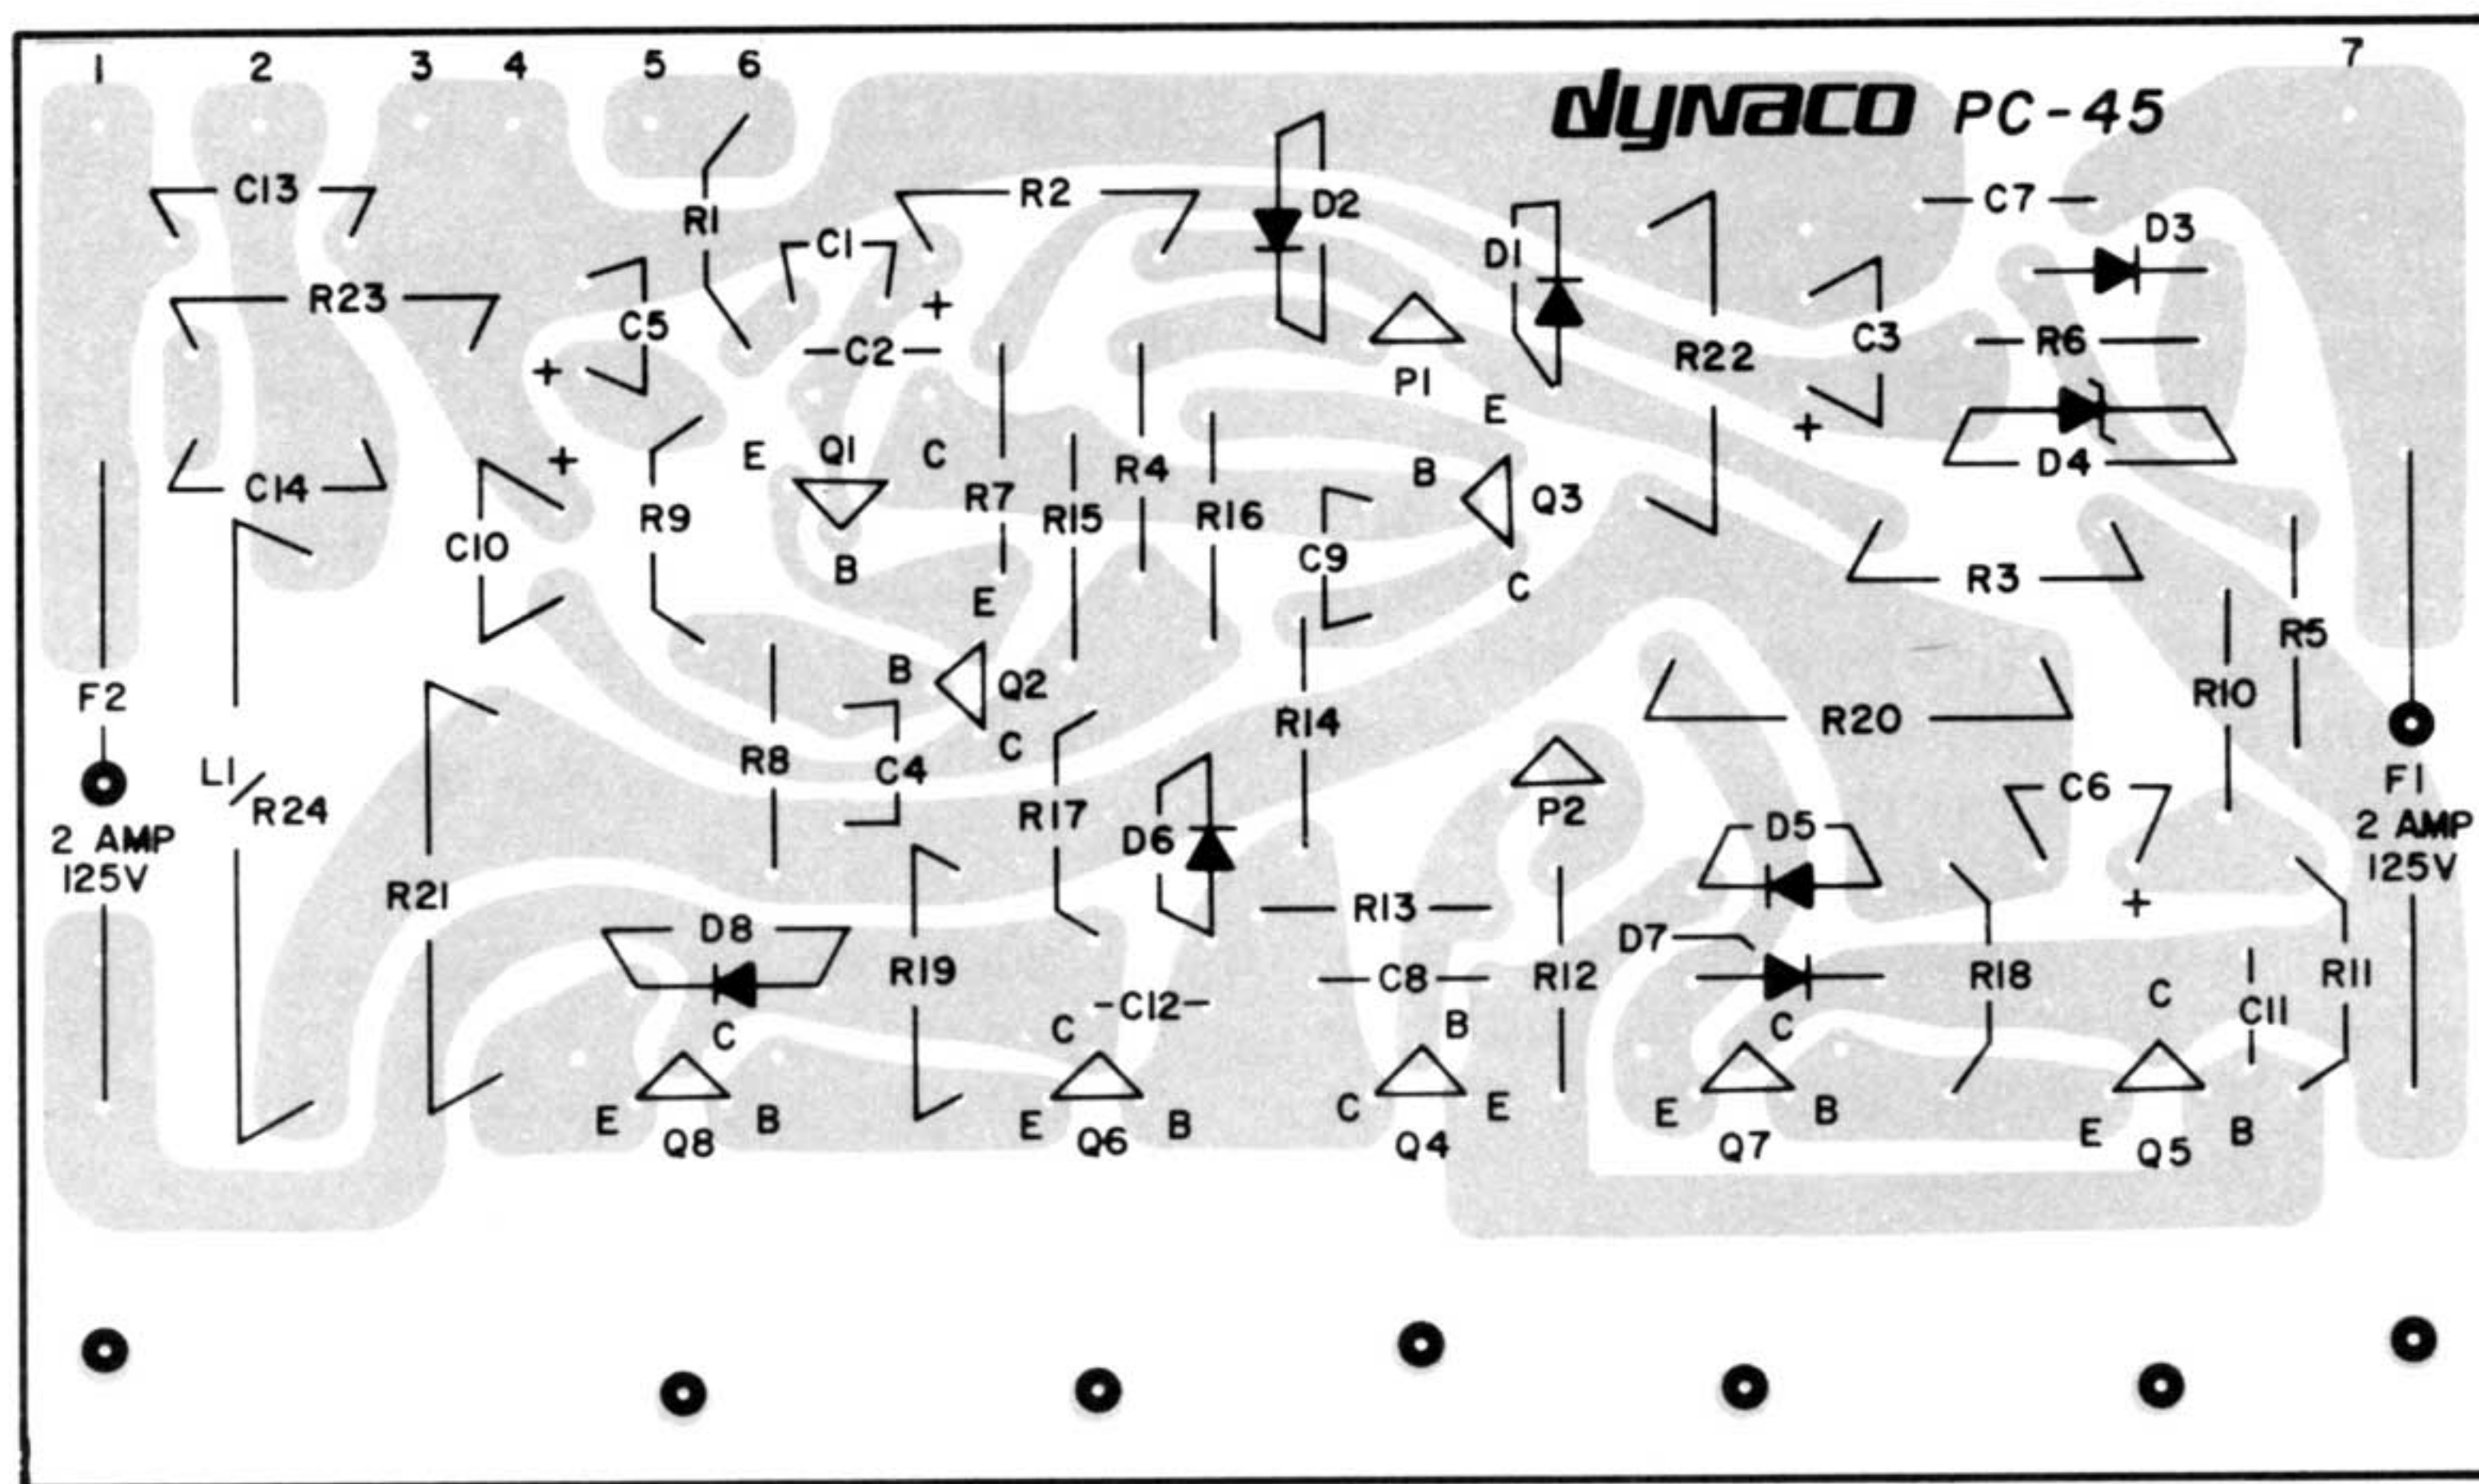 1 2 3 4 5 6 7
dynaco PC-45
C13 R1 R2 D2 C7
D3
C1 D1
R23 C5 + C3 R6
C2 R22
+ P1
E +
E Q1 C R4 B D4
+ C14 R7 Q3
R9 R15 R16
C10 C9
B C R3
E
R5
F2 B Q2 R10
R14 R20
C
L1 R8 C4 C6 F1
R24 R17 P2
2 AMP D6 D5 2 AMP
125V 125V
R21 R13 +
D8 D7
R19 C8 R12 R18 R11
C12 C C11
C C B C
E B E B C E E B E B
Q8 Q6 Q4 Q7 Q5